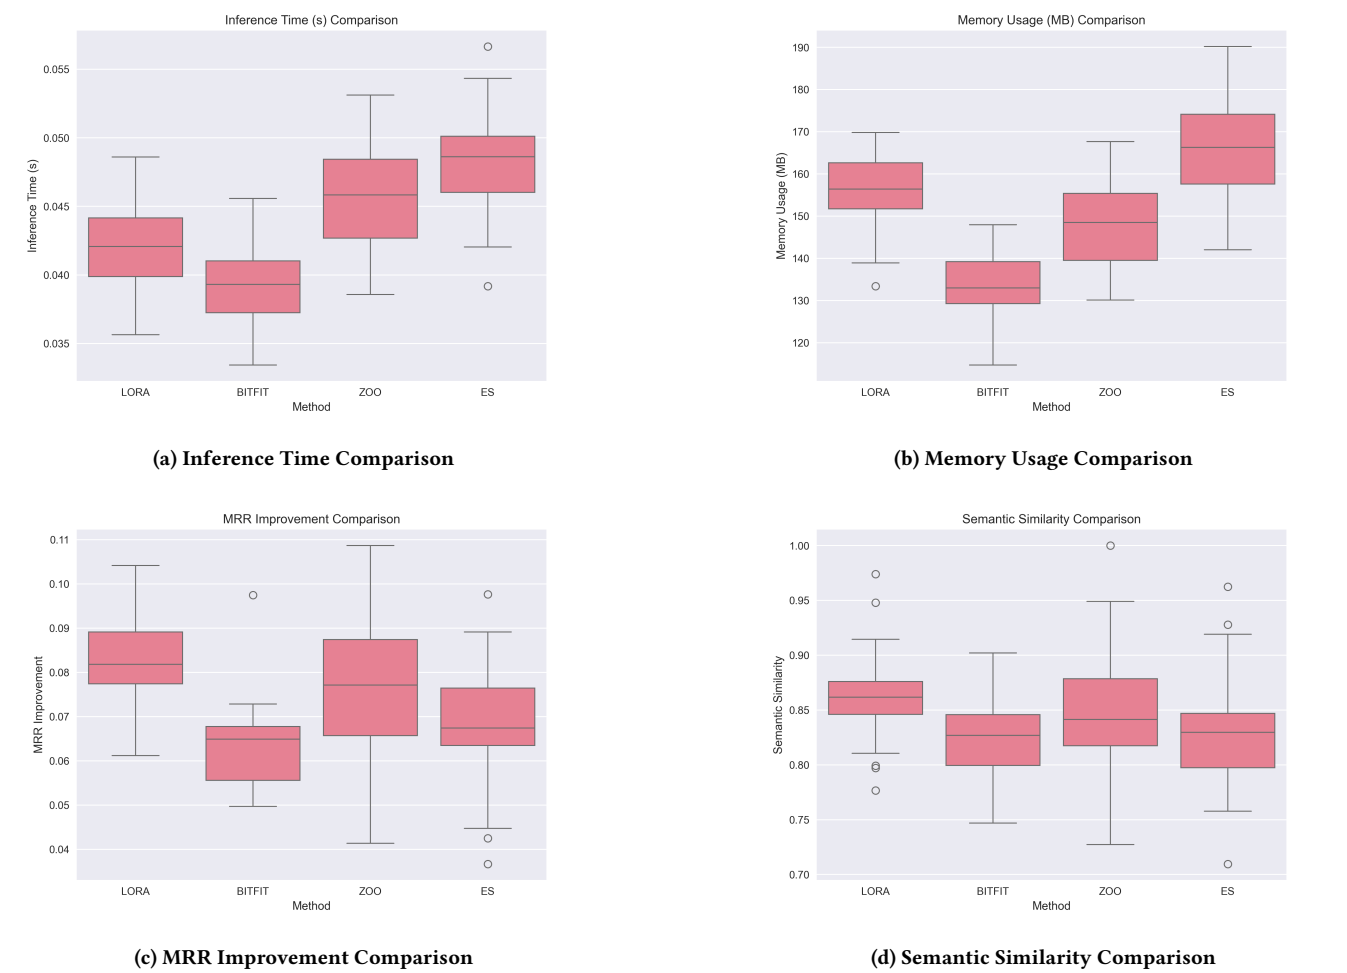 Inference Time (s) Comparison
Inference Time (s)
0.055
0.050
0.045
0.040
0.035
LORA BITFIT ZOO ES
Method
(a) Inference Time Comparison
Memory Usage (MB) Comparison
Memory Usage (MB)
190
180
170
160
150
140
130
120
LORA BITFIT ZOO ES
Method
(b) Memory Usage Comparison
MRR Improvement Comparison
MRR Improvement
0.11
0.10
0.09
0.08
0.07
0.06
0.05
0.04
LORA BITFIT ZOO ES
Method
(c) MRR Improvement Comparison
Semantic Similarity Comparison
Semantic Similarity
1.00
0.95
0.90
0.85
0.80
0.75
0.70
LORA BITFIT ZOO ES
Method
(d) Semantic Similarity Comparison